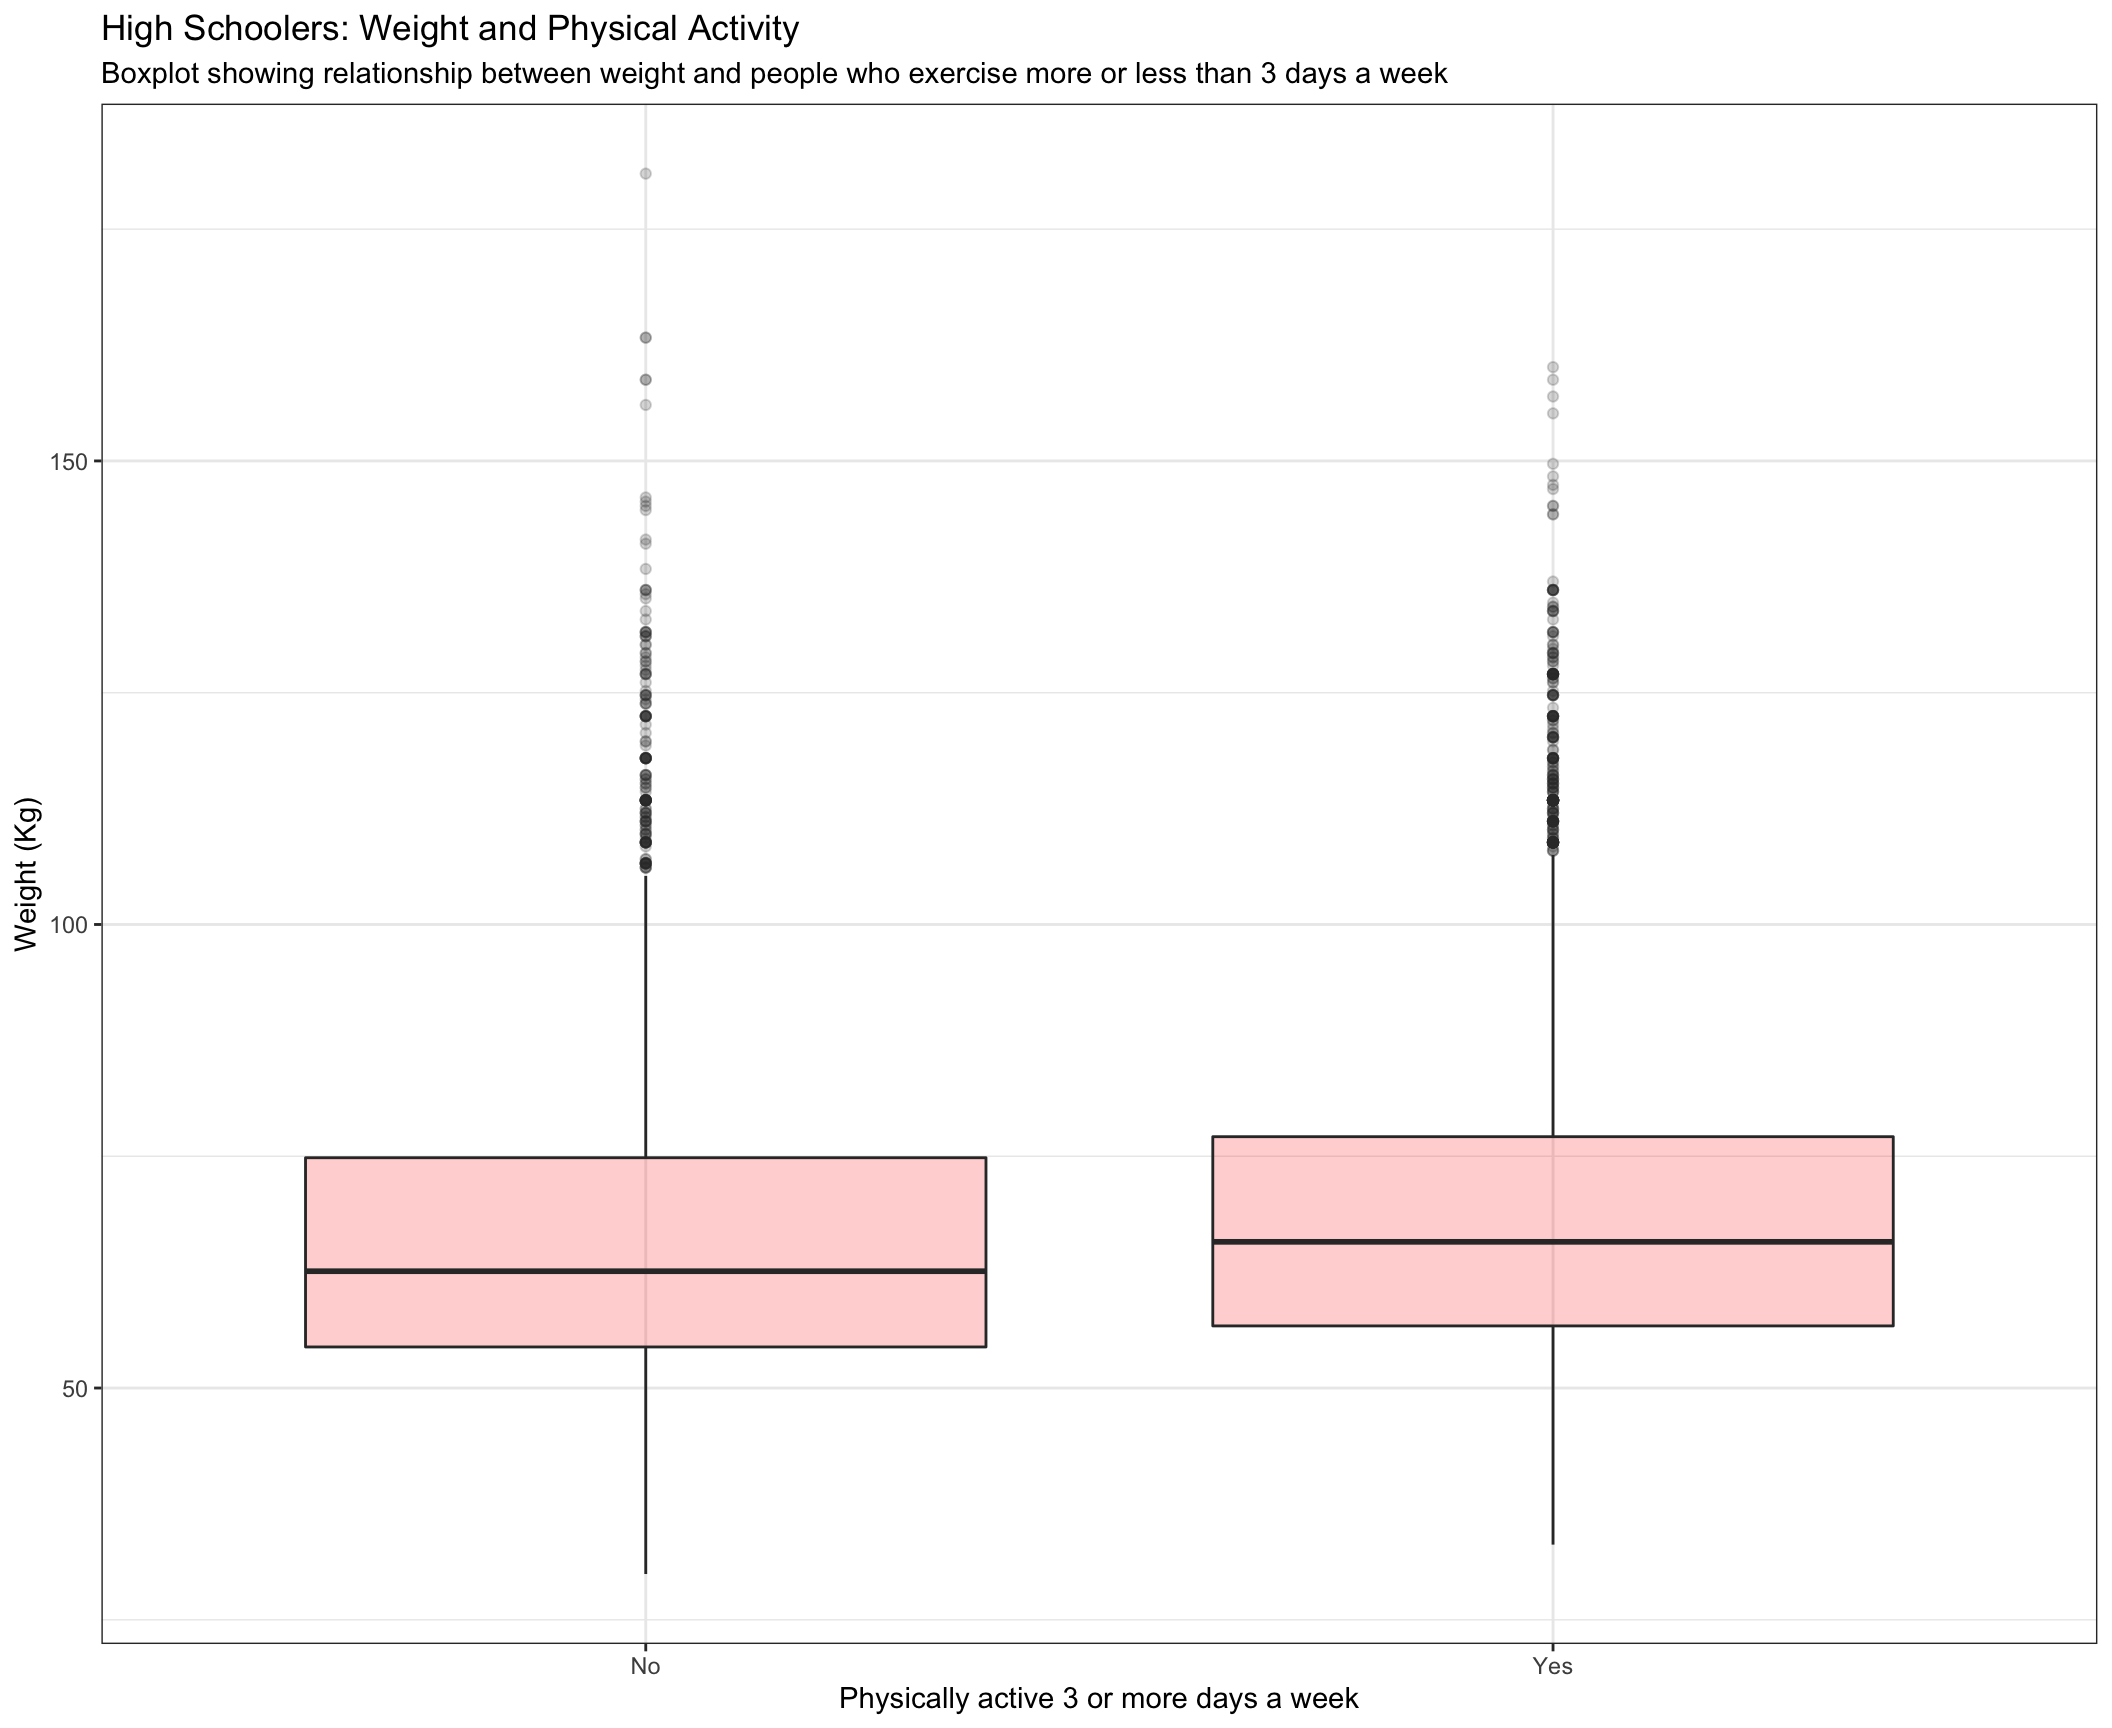 High Schoolers: Weight and Physical Activity
Boxplot showing relationship between weight and people who exercise more or less than 3 days a week
Weight (Kg)
150
100
50
No
Yes
Physically active 3 or more days a week